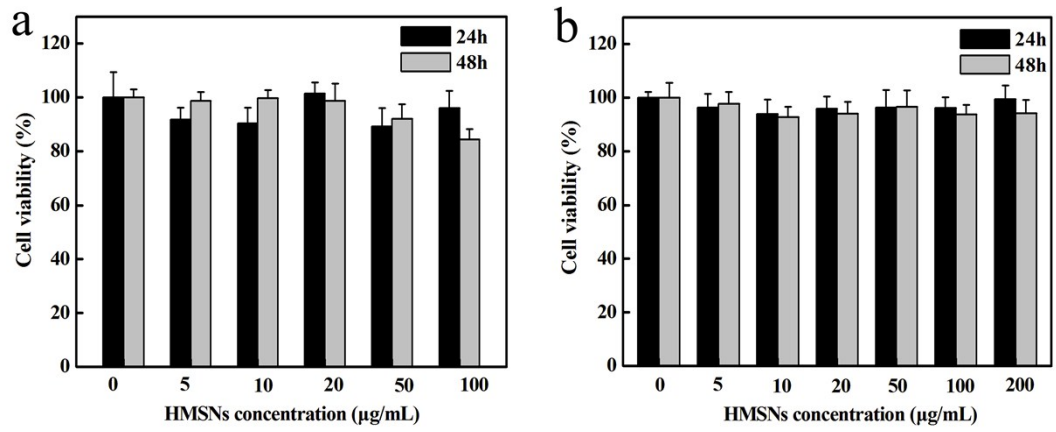 a
24h
48h
120
100
80
60
40
20
0
Cell viability (%)
0 5 10 20 50 100
HMSNs concentration (μg/mL)
b
24h
48h
120
100
80
60
40
20
0
Cell viability (%)
0 5 10 20 50 100 200
HMSNs concentration (μg/mL)